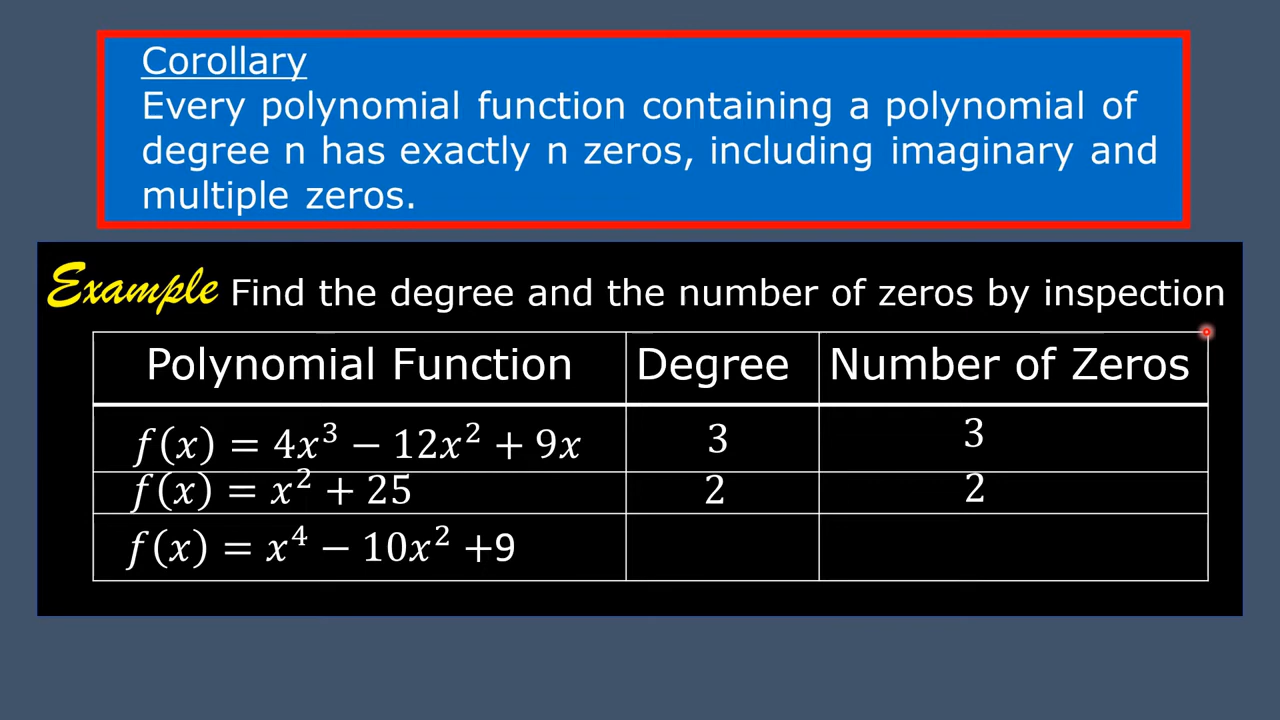 Corollary
Every polynomial function containing a polynomial of
degree n has exactly n zeros, including imaginary and
multiple zeros.
Example Find the degree and the number of zeros by inspection
Polynomial Function Degree Number of Zeros
f(x) = 4x³ − 12x² + 9x 3 3
f(x) = x² + 25 2 2
f(x) = x⁴ − 10x² +9